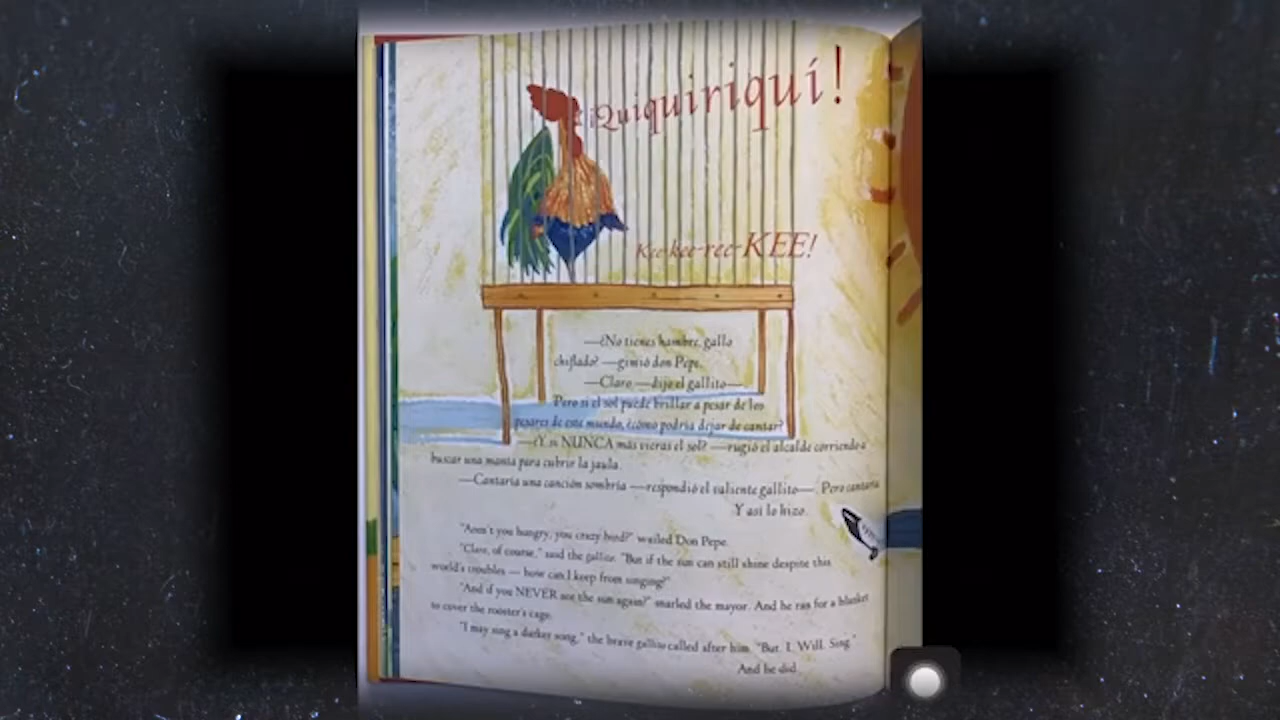 ¡Quiquiriquí!
Kee-kee-ree-KEE!
—¿No tienes hambre, gallo
chiflado? —gimió don Pepe.
—Claro —dijo el gallito—.
Pero si el sol puede brillar a pesar de los
pesares de este mundo, ¿cómo podría dejar de cantar?
—¿Y si NUNCA más vieras el sol? —rugió el alcalde corriendo a
buscar una manta para cubrir la jaula.
—Cantaría una canción sombría —respondió el valiente gallito—. Pero cantaría.
Y así lo hizo.
"Aren't you hungry, you crazy bird?" wailed Don Pepe.
"Claro, of course," said the gallito. "But if the sun can still shine despite this
world's troubles — how can I keep from singing?"
"And if you NEVER see the sun again?" snarled the mayor. And he ran for a blanket
to cover the rooster's cage.
"I may sing a darker song," the brave gallito called after him. "But. I. Will. Sing."
And he did.